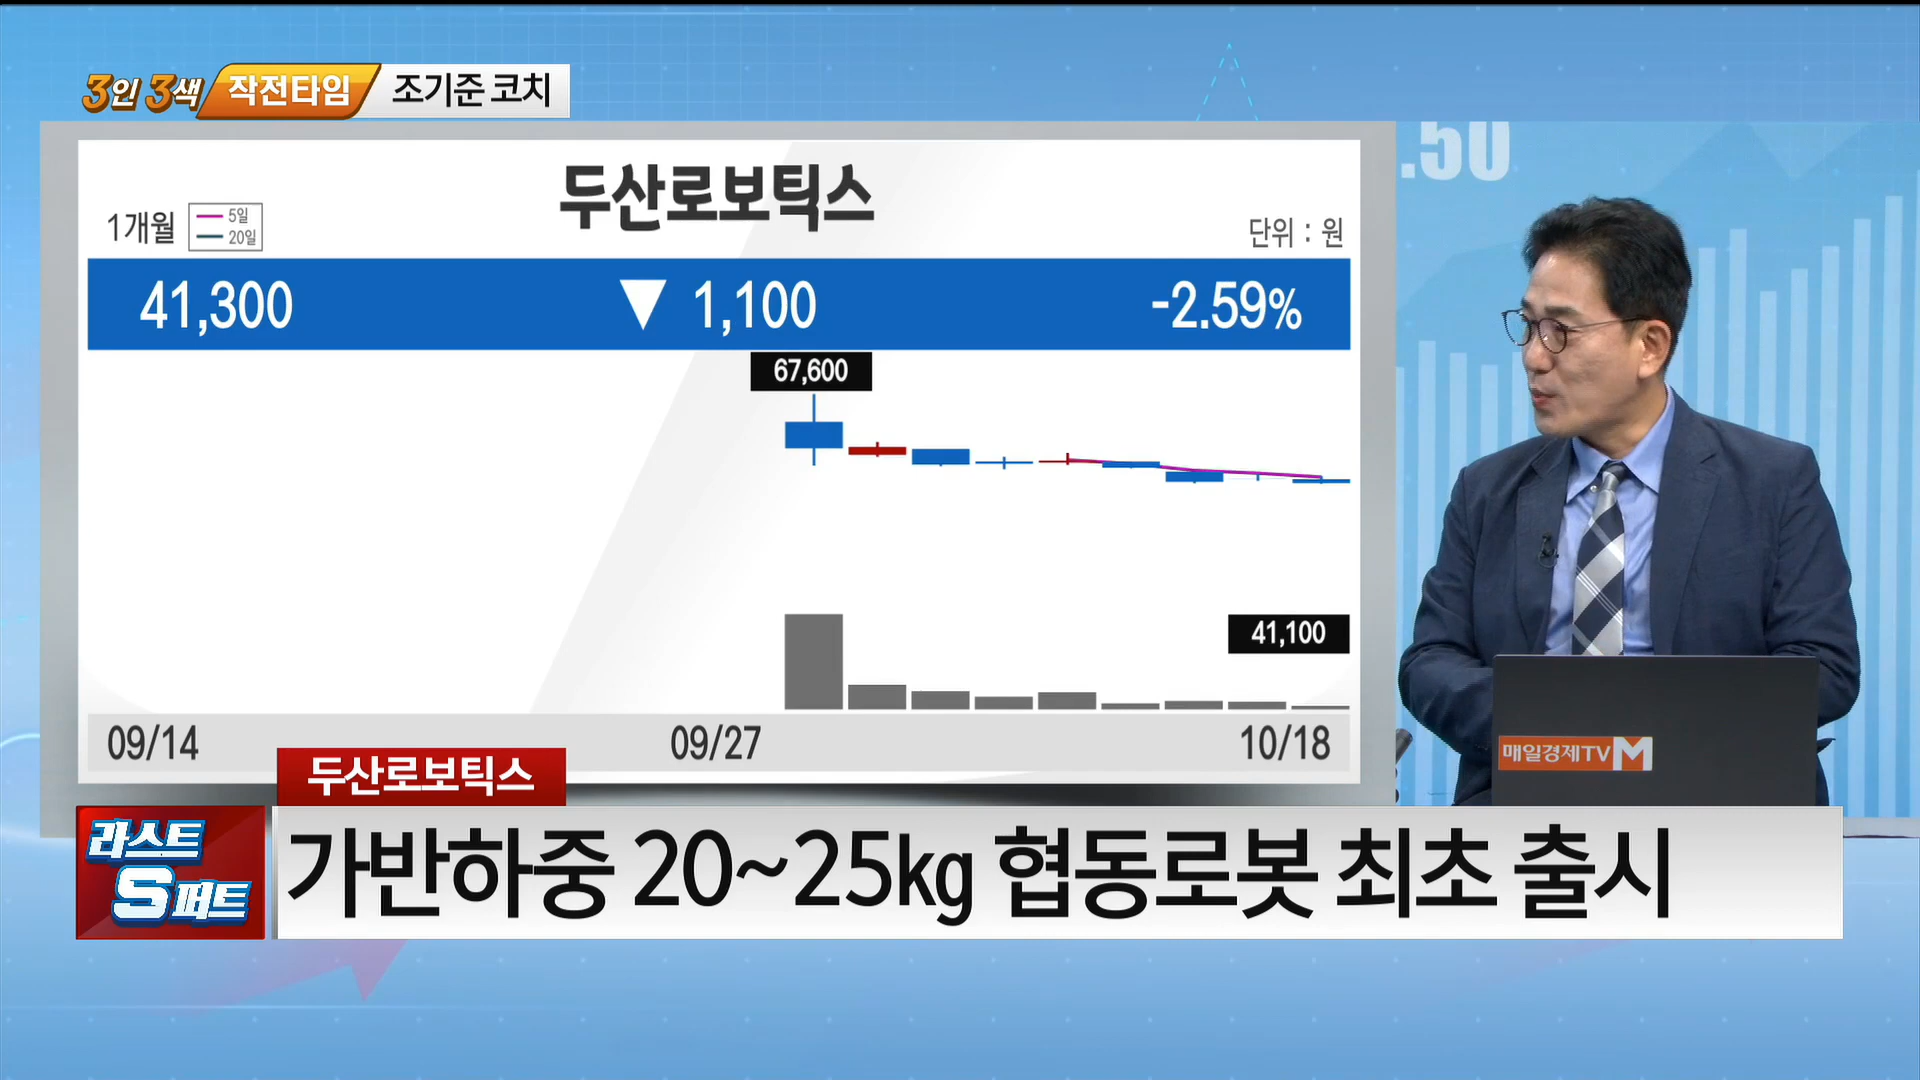 3인 3색 작전타임 조기준 코치
.50
두산로보틱스
1개월
5일
20일
단위 : 원
41,300 ▼ 1,100 -2.59%
67,600
41,100
09/14 09/27 10/18
매일경제TV M
두산로보틱스
라스트
S퍼트
가반하중 20~25kg 협동로봇 최초 출시